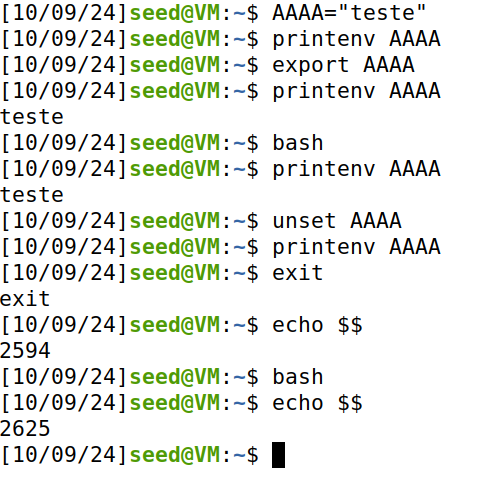 [10/09/24]seed@VM:~$ AAAA="teste"
[10/09/24]seed@VM:~$ printenv AAAA
[10/09/24]seed@VM:~$ export AAAA
[10/09/24]seed@VM:~$ printenv AAAA
teste
[10/09/24]seed@VM:~$ bash
[10/09/24]seed@VM:~$ printenv AAAA
teste
[10/09/24]seed@VM:~$ unset AAAA
[10/09/24]seed@VM:~$ printenv AAAA
[10/09/24]seed@VM:~$ exit
exit
[10/09/24]seed@VM:~$ echo $$
2594
[10/09/24]seed@VM:~$ bash
[10/09/24]seed@VM:~$ echo $$
2625
[10/09/24]seed@VM:~$